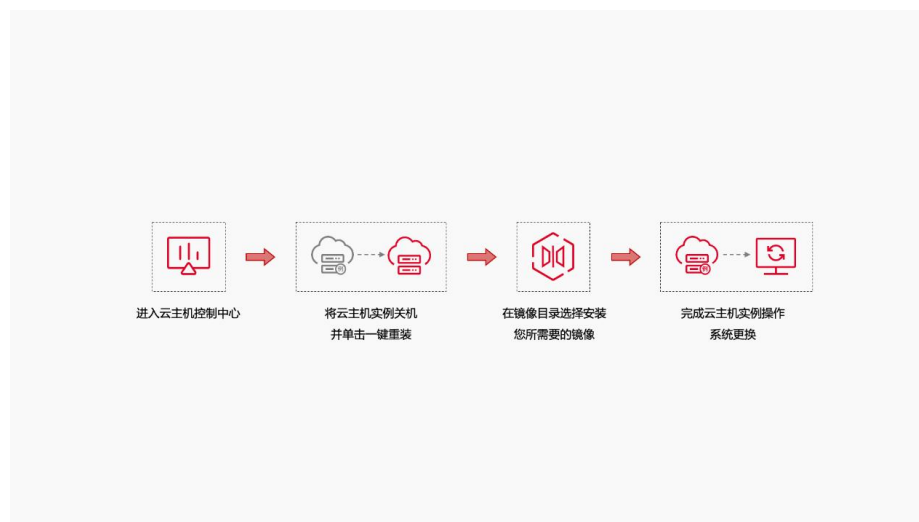 进入云主机控制中心
将云主机实例关机
并单击一键重装
在镜像目录选择安装
您所需要的镜像
完成云主机实例操作
系统更换